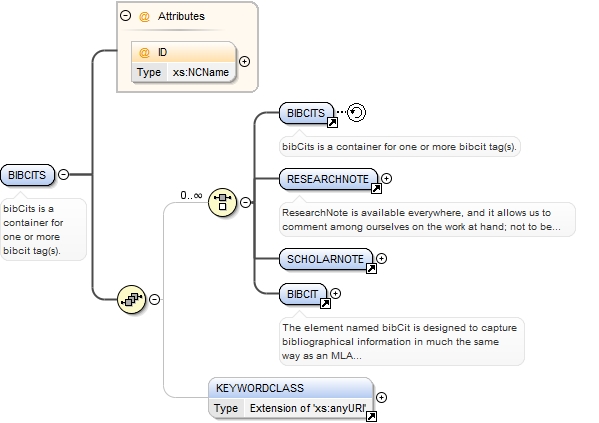 Attributes
@ ID
Type xs:NCName
BIBCITS
bibCits is a
container for
one or more
bibcit tag(s).
0..∞
BIBCITS
bibCits is a container for one or more bibcit tag(s).
RESEARCHNOTE
ResearchNote is available everywhere, and it allows us to
comment among ourselves on the work at hand; not to be...
SCHOLARNOTE
BIBCIT
The element named bibCit is designed to capture
bibliographical information in much the same
way as an MLA...
KEYWORDCLASS
Type Extension of 'xs:anyURI'